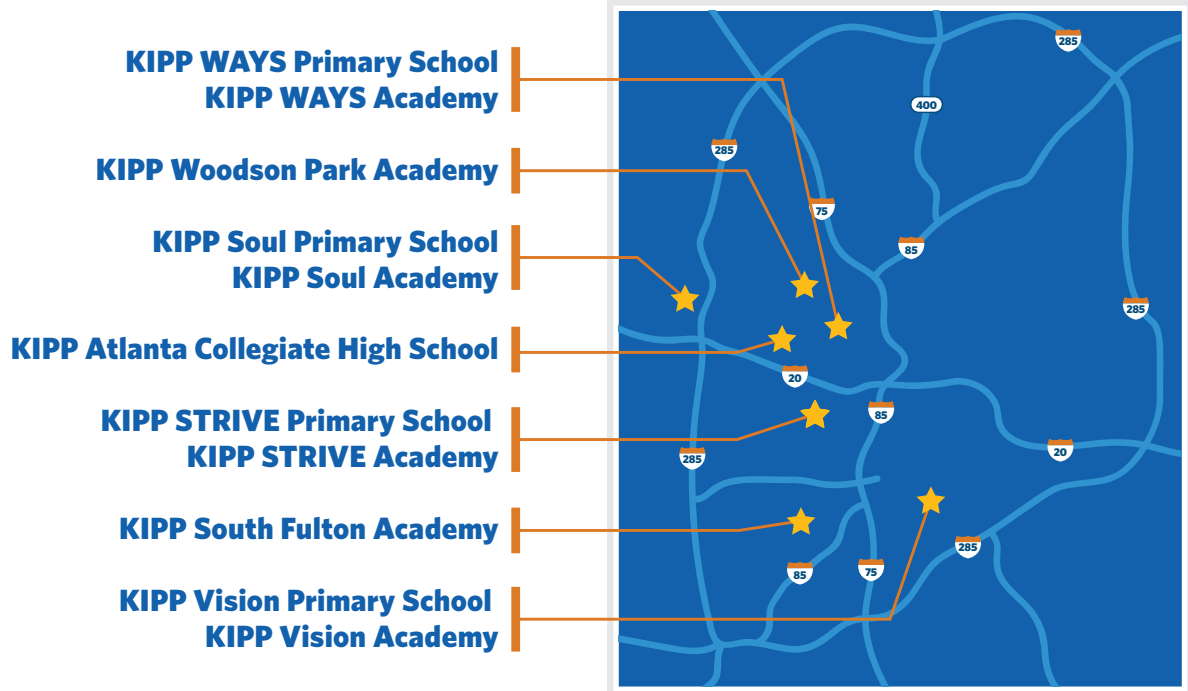 KIPP WAYS Primary School
KIPP WAYS Academy
KIPP Woodson Park Academy
KIPP Soul Primary School
KIPP Soul Academy
KIPP Atlanta Collegiate High School
KIPP STRIVE Primary School
KIPP STRIVE Academy
KIPP South Fulton Academy
KIPP Vision Primary School
KIPP Vision Academy
285
400
285
75
85
285
20
85
20
285
285
85
75